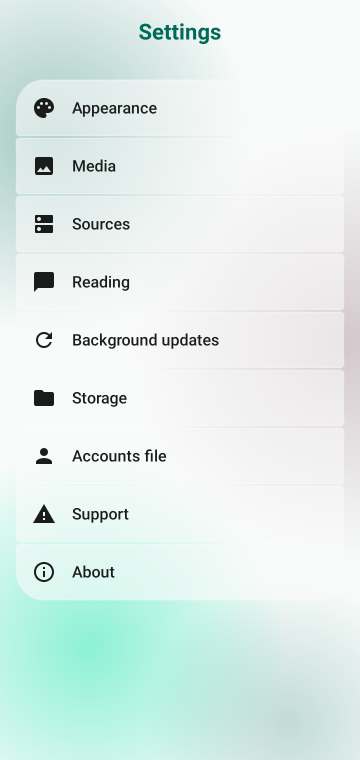 Settings
Appearance
Media
Sources
Reading
Background updates
Storage
Accounts file
Support
About